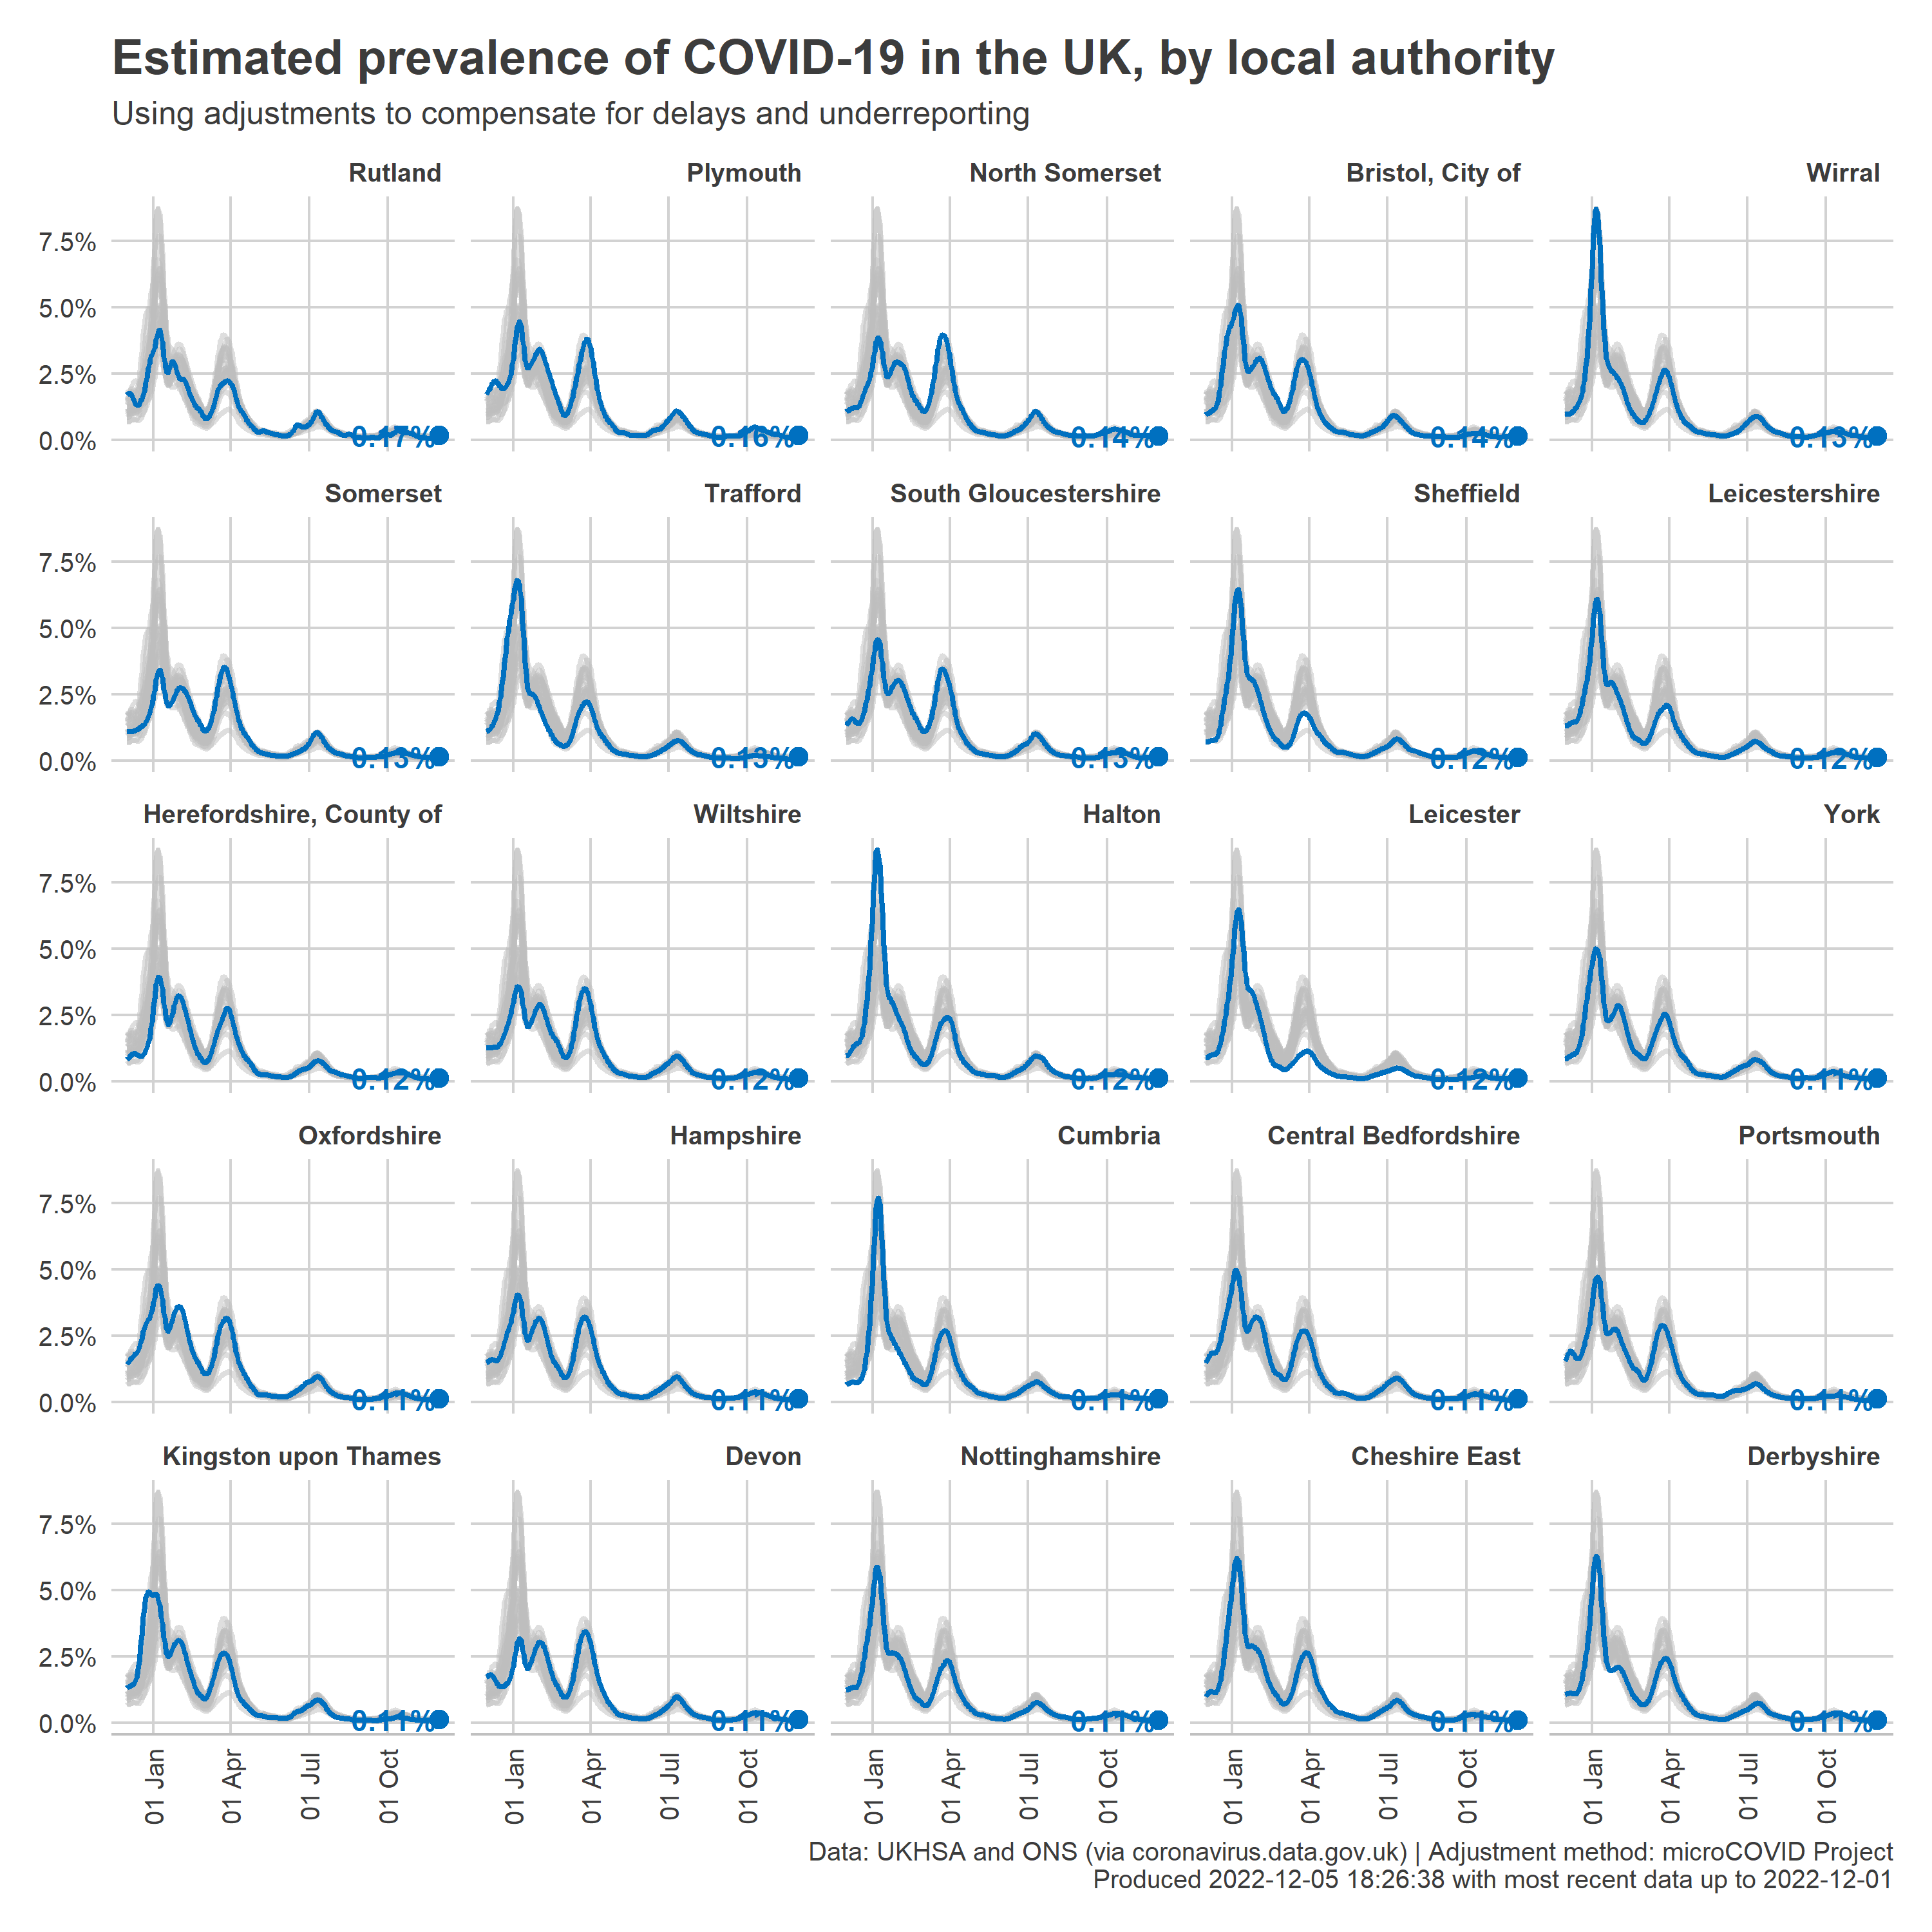 Estimated prevalence of COVID-19 in the UK, by local authority
Using adjustments to compensate for delays and underreporting
Rutland Plymouth North Somerset Bristol, City of Wirral
7.5%
5.0%
2.5%
0.0%
0.17% 0.16% 0.14% 0.14% 0.13%
Somerset Trafford South Gloucestershire Sheffield Leicestershire
7.5%
5.0%
2.5%
0.0%
0.13% 0.13% 0.13% 0.12% 0.12%
Herefordshire, County of Wiltshire Halton Leicester York
7.5%
5.0%
2.5%
0.0%
0.12% 0.12% 0.12% 0.12% 0.11%
Oxfordshire Hampshire Cumbria Central Bedfordshire Portsmouth
7.5%
5.0%
2.5%
0.0%
0.11% 0.11% 0.11% 0.11% 0.11%
Kingston upon Thames Devon Nottinghamshire Cheshire East Derbyshire
7.5%
5.0%
2.5%
0.0%
0.11% 0.11% 0.11% 0.11% 0.11%
01 Jan 01 Apr 01 Jul 01 Oct 01 Jan 01 Apr 01 Jul 01 Oct 01 Jan 01 Apr 01 Jul 01 Oct 01 Jan 01 Apr 01 Jul 01 Oct 01 Jan 01 Apr 01 Jul 01 Oct
Data: UKHSA and ONS (via coronavirus.data.gov.uk) | Adjustment method: microCOVID Project
Produced 2022-12-05 18:26:38 with most recent data up to 2022-12-01